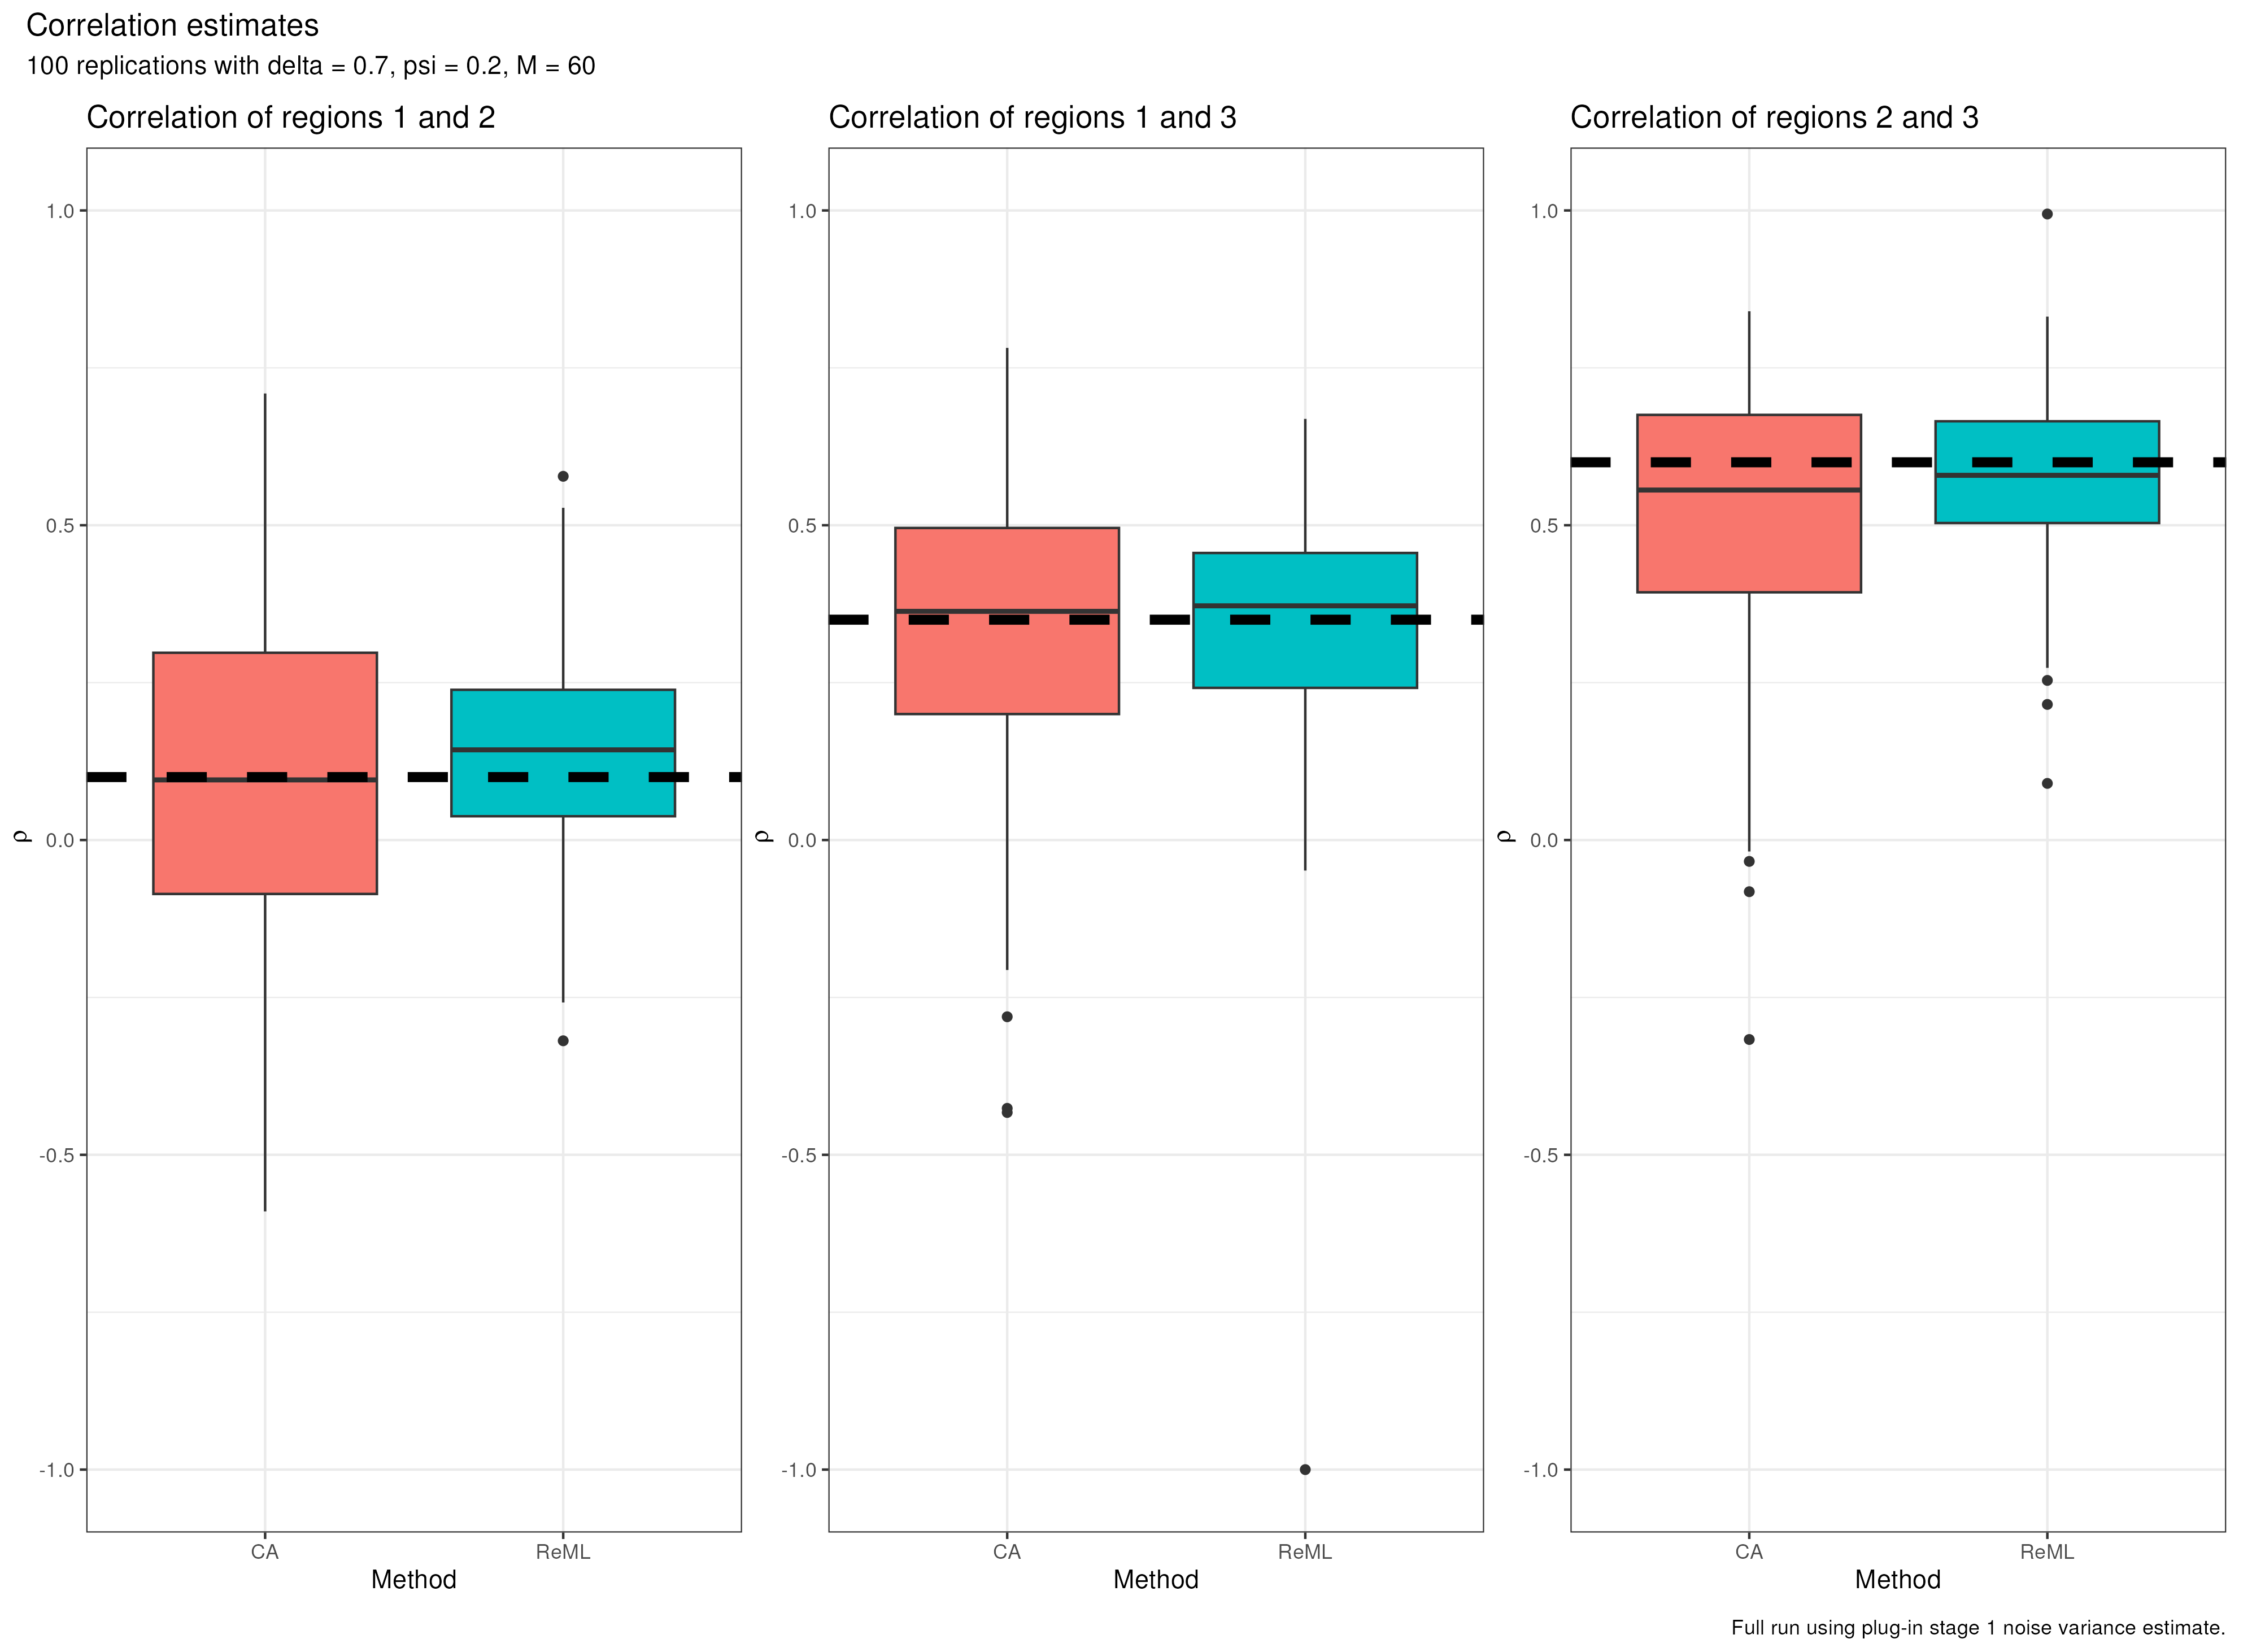 Correlation estimates
100 replications with delta = 0.7, psi = 0.2, M = 60
Correlation of regions 1 and 2
1.0
0.5
0.0
-0.5
-1.0
ρ
CA
ReML
Method
Correlation of regions 1 and 3
1.0
0.5
0.0
-0.5
-1.0
ρ
CA
ReML
Method
Correlation of regions 2 and 3
1.0
0.5
0.0
-0.5
-1.0
ρ
CA
ReML
Method
Full run using plug-in stage 1 noise variance estimate.